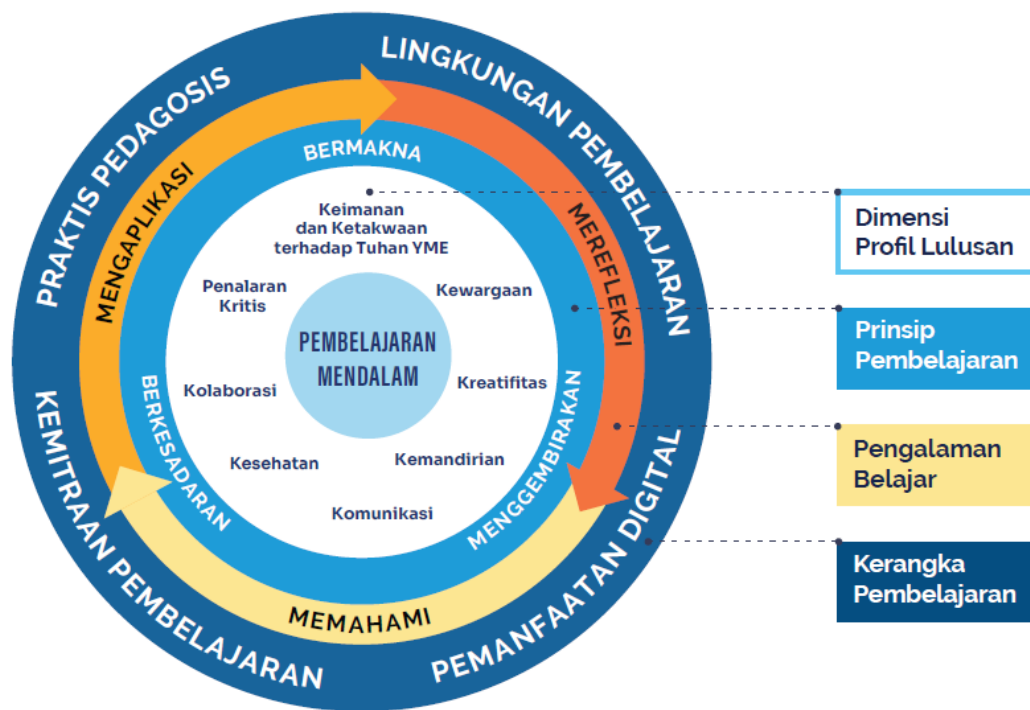 PRAKTIS PEDAGOGIS
LINGKUNGAN PEMBELAJARAN
MENGAPLIKASI
MEREFLEKSI
BERMAKNA
Keimanan
dan Ketakwaan
terhadap Tuhan YME
Penalaran
Kritis
Kewargaan
PEMBELAJARAN
MENDALAM
Kolaborasi
Kreatifitas
Kesehatan
Kemandirian
Komunikasi
BERKESADARAN
MENGGEMBIRAKAN
MEMAHAMI
KEMITRAAN PEMBELAJARAN
PEMANFAATAN DIGITAL
Dimensi
Profil Lulusan
Prinsip
Pembelajaran
Pengalaman
Belajar
Kerangka
Pembelajaran